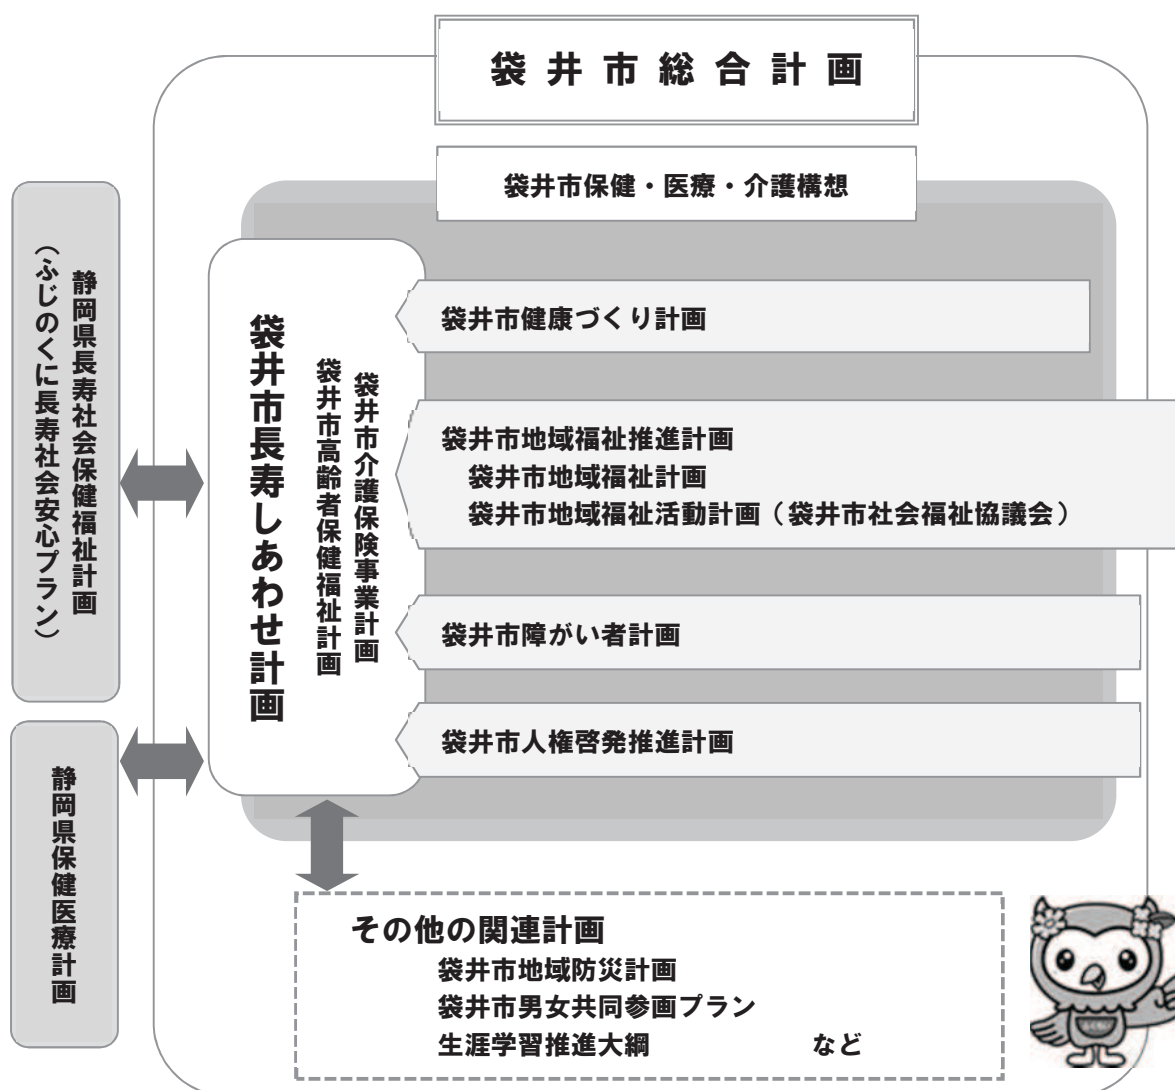 袋井市総合計画
袋井市保健・医療・介護構想
静岡県長寿社会保健福祉計画
（ふじのくに長寿社会安心プラン）
静岡県保健医療計画
袋井市長寿しあわせ計画
袋井市介護保険事業計画
袋井市高齢者保健福祉計画
袋井市健康づくり計画
袋井市地域福祉推進計画
袋井市地域福祉計画
袋井市地域福祉活動計画（袋井市社会福祉協議会）
袋井市障がい者計画
袋井市人権啓発推進計画
その他の関連計画
袋井市地域防災計画
袋井市男女共同参画プラン
生涯学習推進大綱　　　　　など